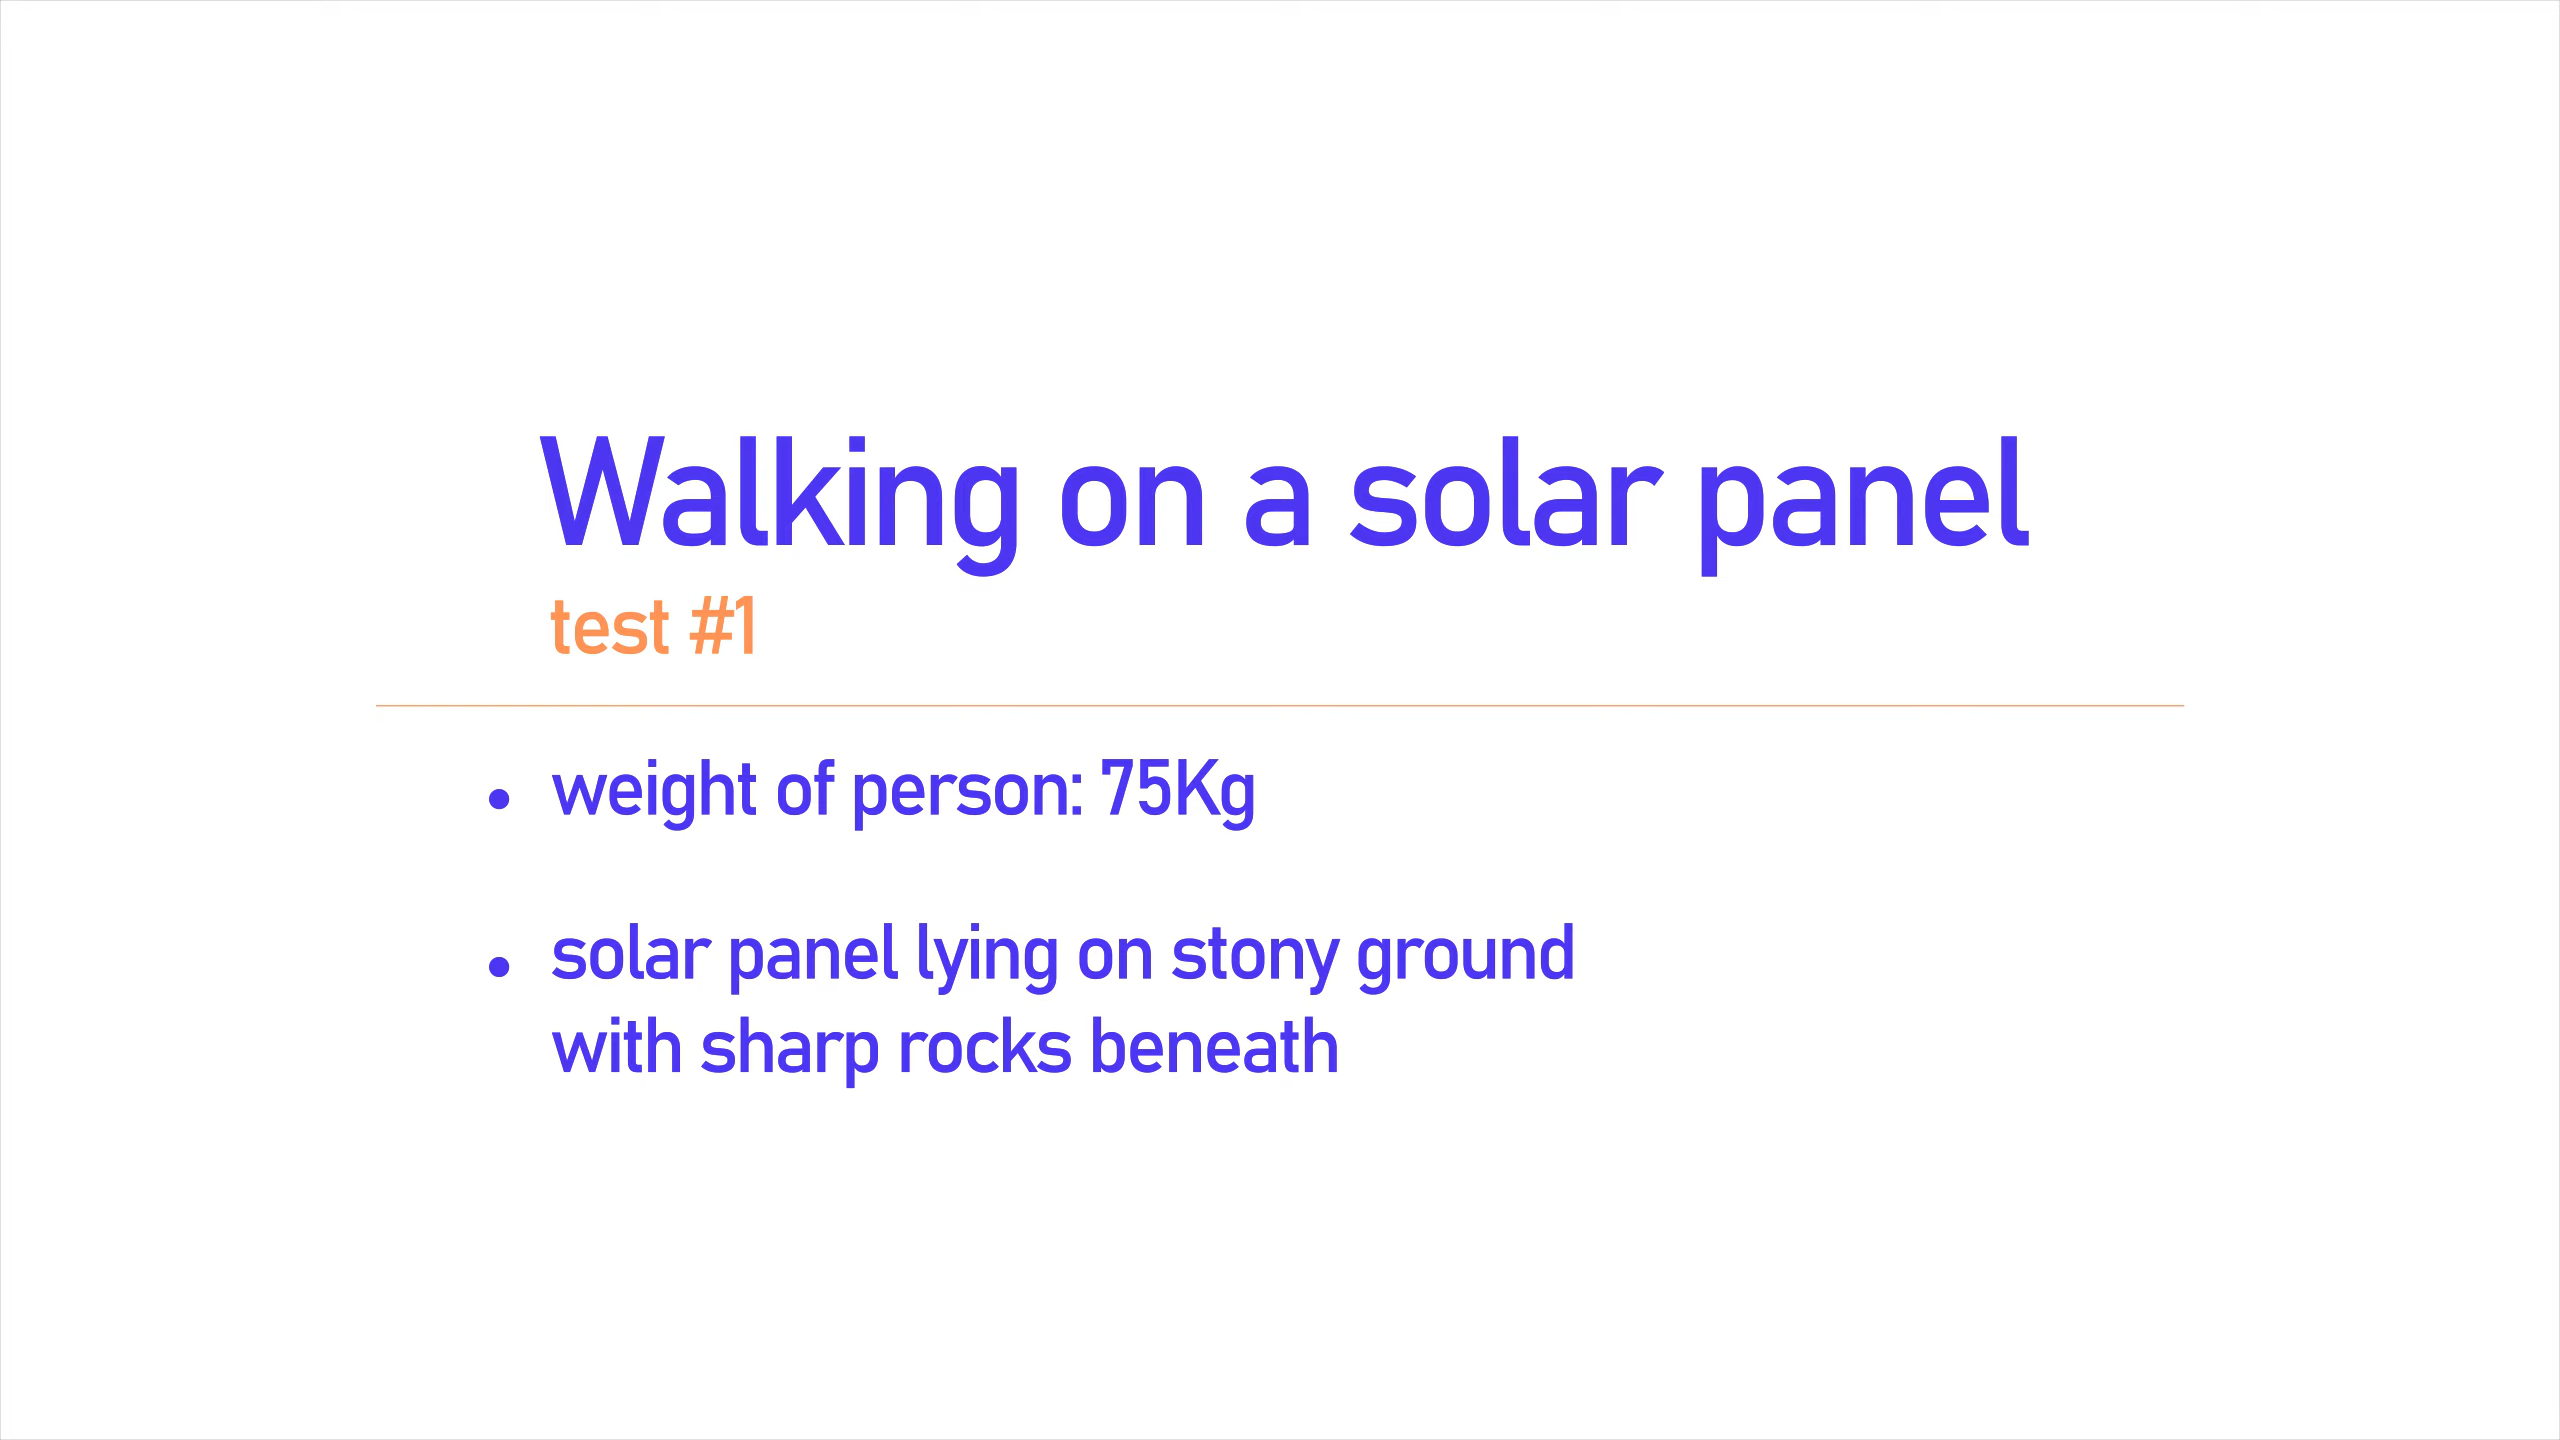 Walking on a solar panel
test #1
• weight of person: 75Kg
• solar panel lying on stony ground
with sharp rocks beneath